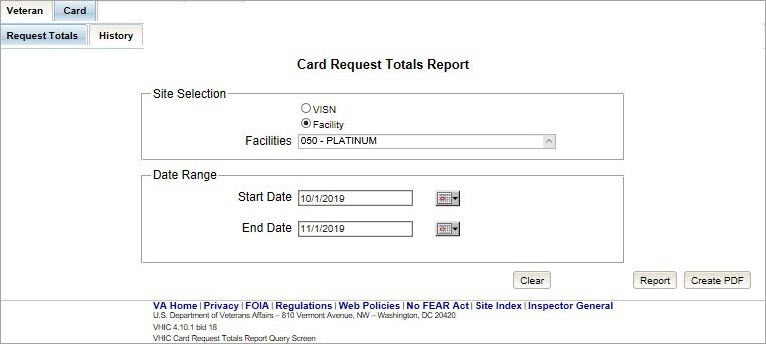 Veteran Card
Request Totals History
Card Request Totals Report
Site Selection
VISN
Facility
Facilities 050 - PLATINUM
Date Range
Start Date 10/1/2019
End Date 11/1/2019
Clear Report Create PDF
VA Home | Privacy | FOIA | Regulations | Web Policies | No FEAR Act | Site Index | Inspector General
U.S. Department of Veterans Affairs – 810 Vermont Avenue, NW – Washington, DC 20420
VHIC 4.10.1 bld 18
VHIC Card Request Totals Report Query Screen